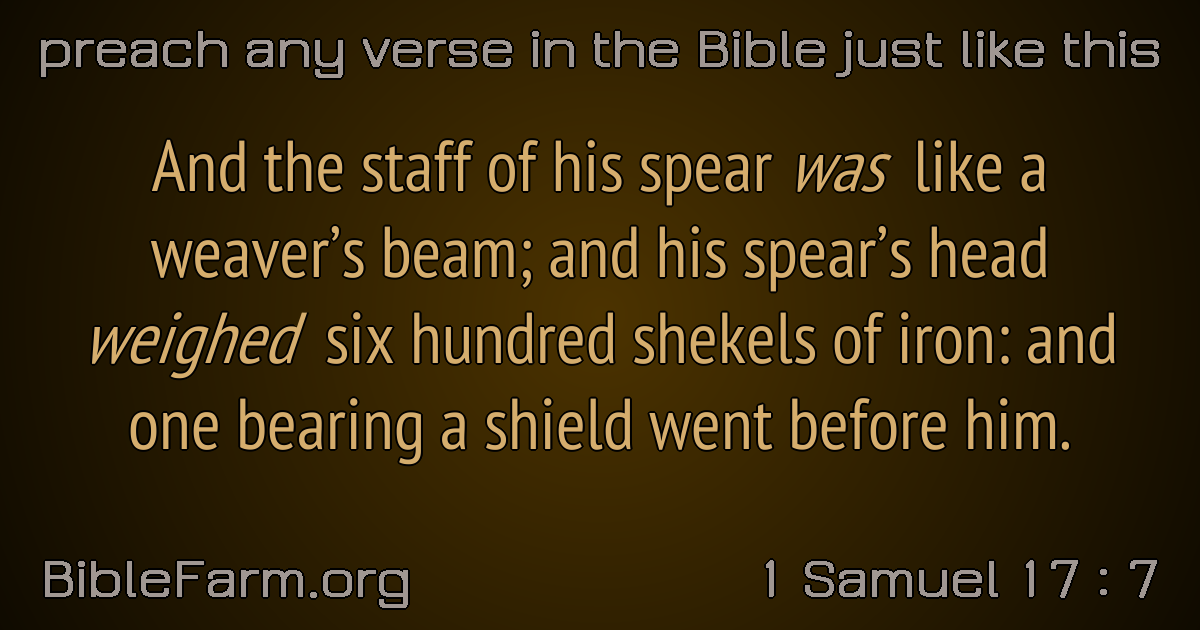 preach any verse in the Bible just like this
And the staff of his spear was like a
weaver’s beam; and his spear’s head
weighed six hundred shekels of iron: and
one bearing a shield went before him.
BibleFarm.org
1 Samuel 17 : 7